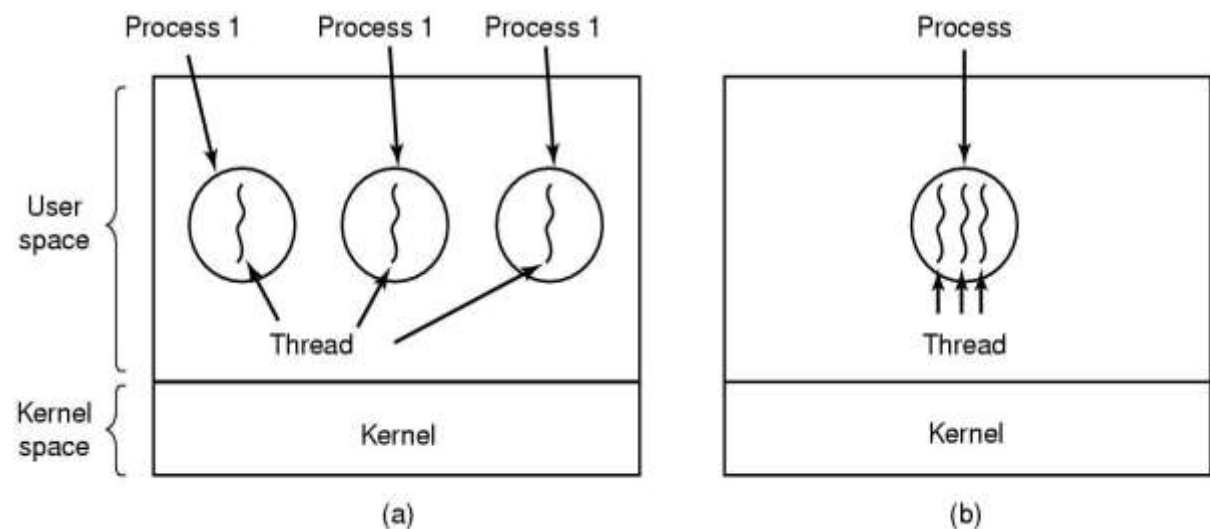 Process 1
Process 1
Process 1
Process
User
space
Thread
Thread
Kernel
space
Kernel
Kernel
(a)
(b)